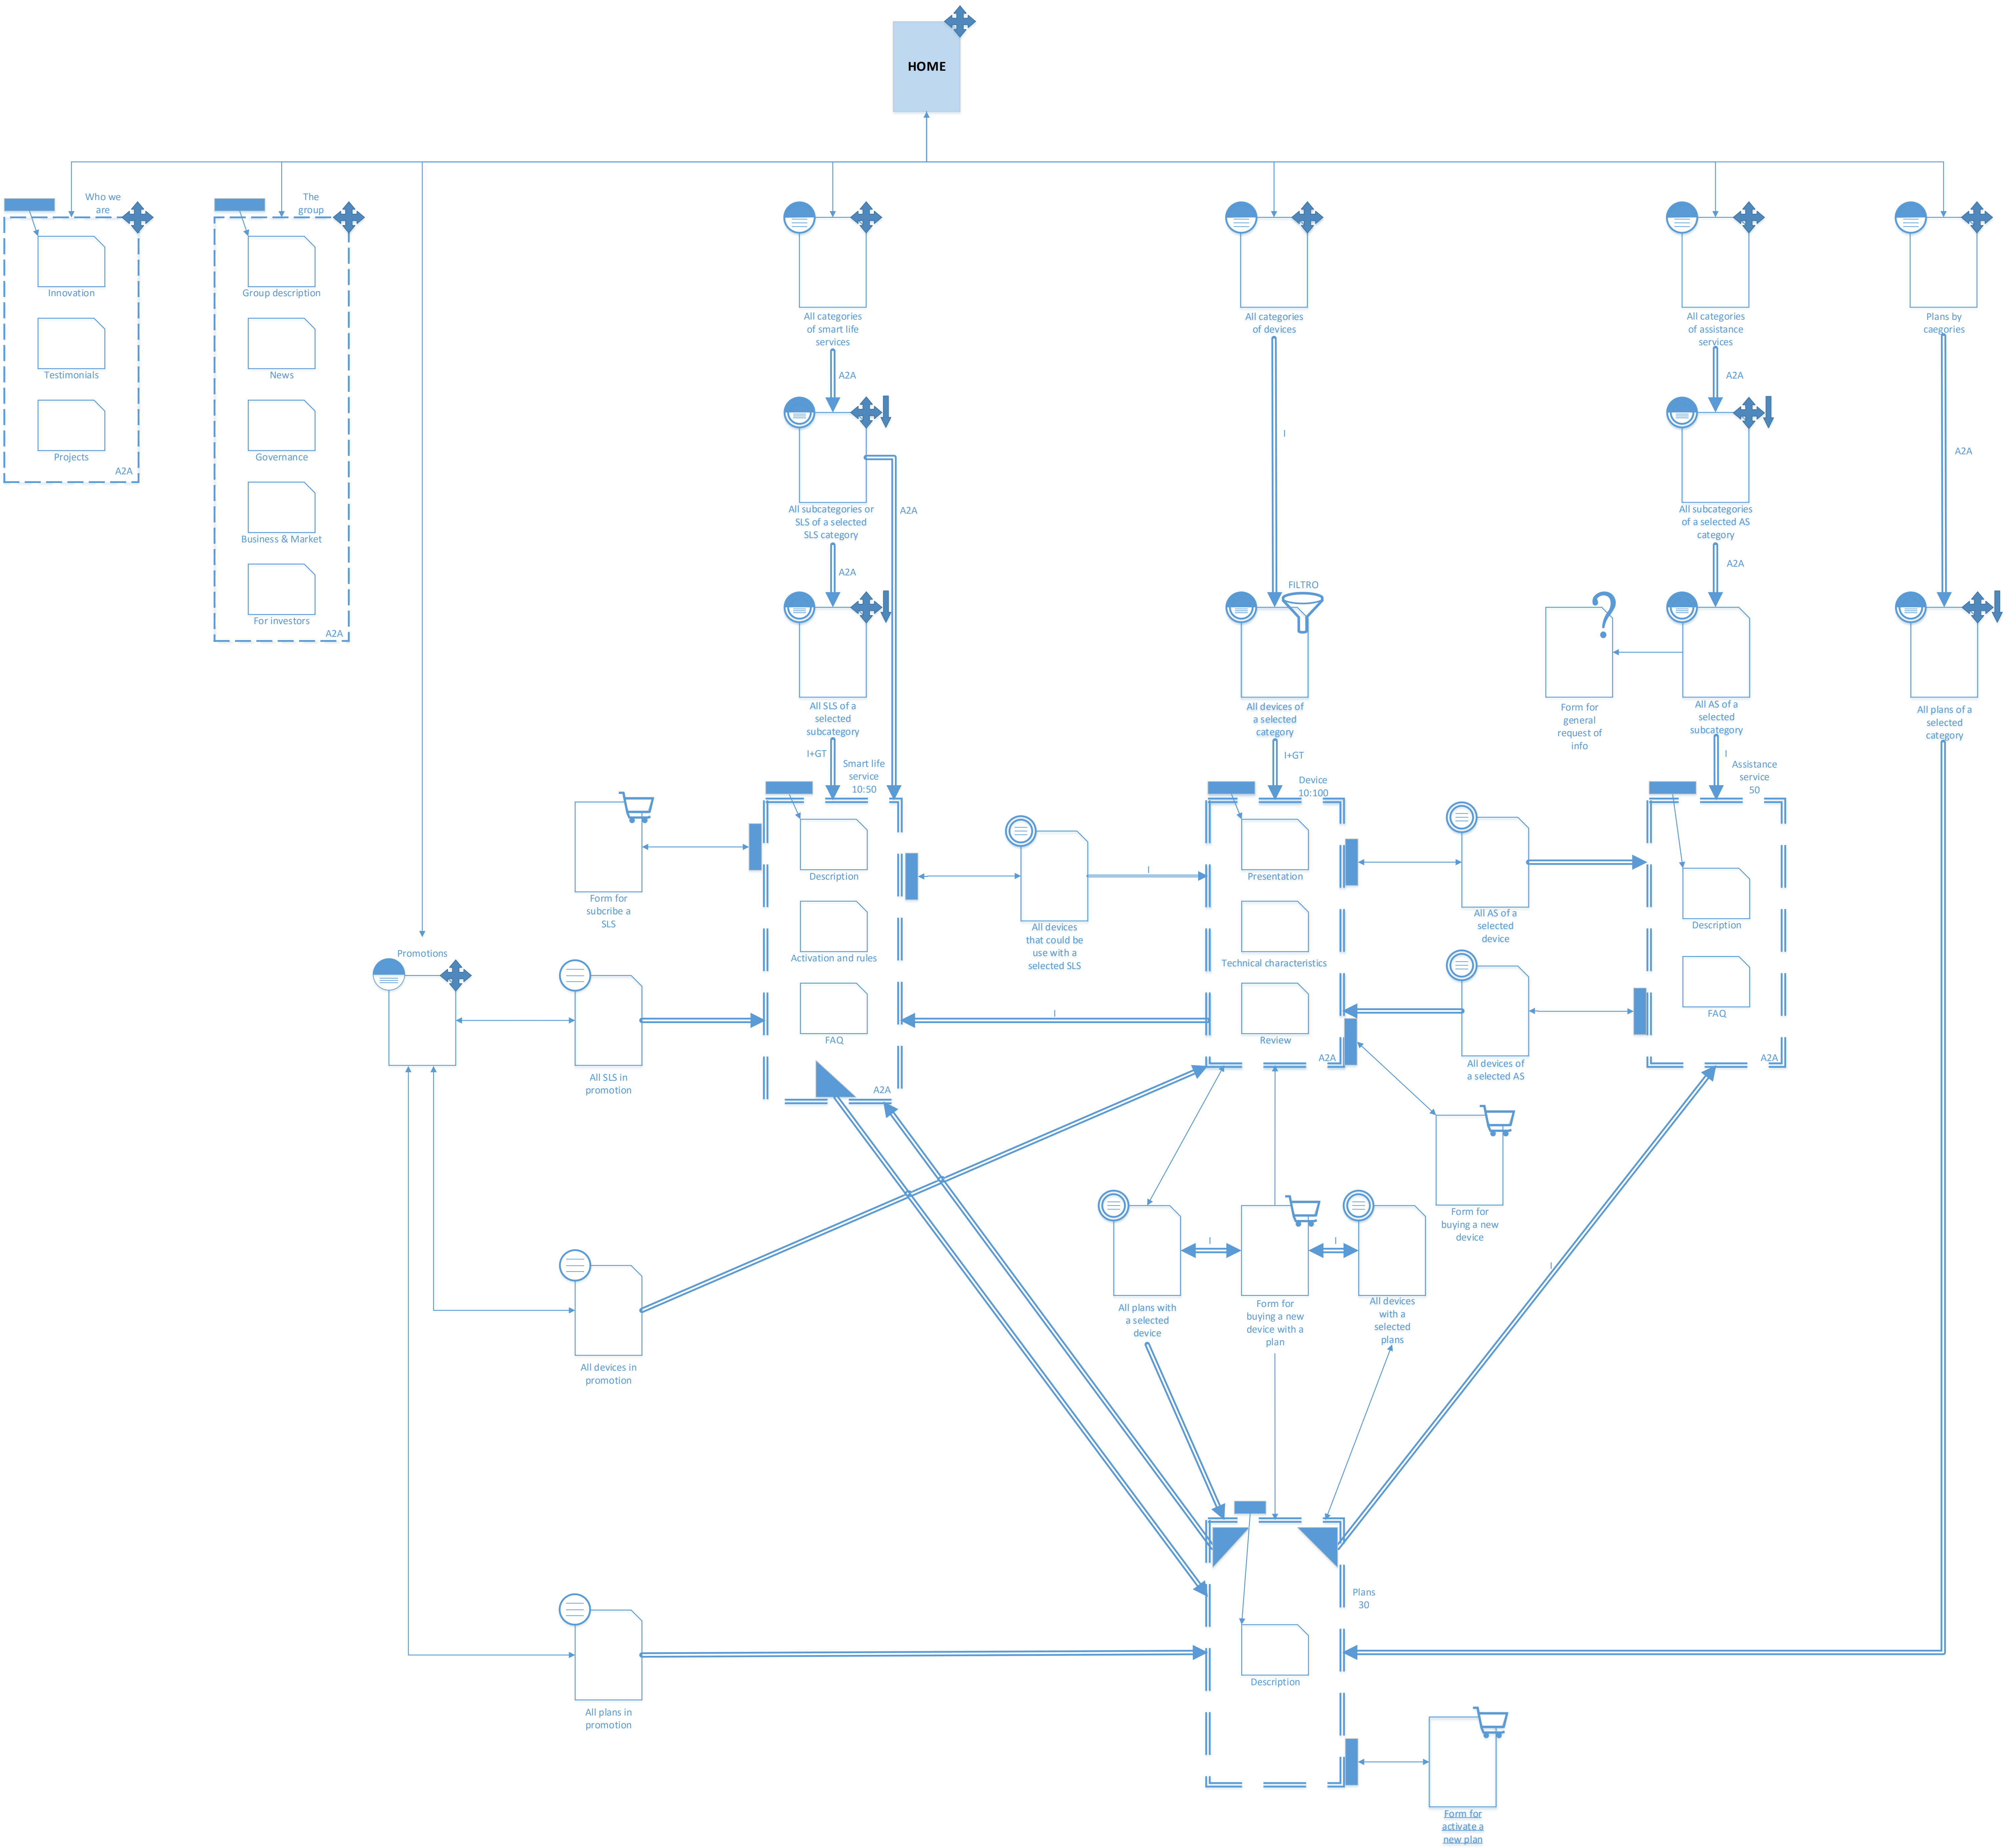 HOME
Who we
are
Innovation
Testimonials
Projects
A2A
The
group
Group description
News
Governance
Business & Market
For investors
A2A
All categories
of smart life
services
A2A
All subcategories or
SLS of a selected
SLS category
A2A
A2A
All SLS of a
selected
subcategory
I+GT
Smart life
service
10:50
Description
Activation and rules
FAQ
A2A
All categories
of devices
I
FILTRO
All devices of
a selected
category
I+GT
Device
10:100
Presentation
Technical characteristics
Review
A2A
All categories
of assistance
services
A2A
All subcategories
of a selected AS
category
A2A
Form for
general
request of
info
All AS of a
selected
subcategory
I
Assistance
service
50
Description
FAQ
A2A
Plans by
caegories
A2A
All plans of a
selected
category
Form for
subcribe a
SLS
All devices
that could be
use with a
selected SLS
I
I
All AS of a
selected
device
All devices of
a selected AS
Promotions
All SLS in
promotion
All devices in
promotion
All plans in
promotion
Form for
buying a new
device
All plans with
a selected
device
I
Form for
buying a new
device with a
plan
I
All devices
with a
selected
plans
I
Plans
30
Description
Form for
activate a
new plan